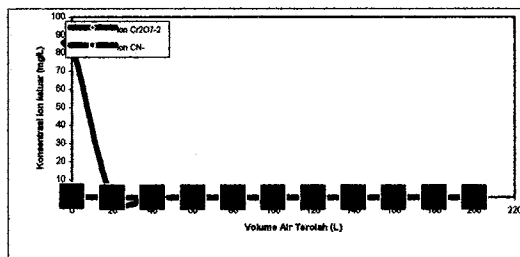 100
Ion Cr2O7-2
90
Ion CN-
80
70
60
50
40
30
20
10
0 20 40 60 80 100 120 140 160 180 200 220
Konsentrasi Ion keluar (mg/L)
Volume Air Terolah (L)